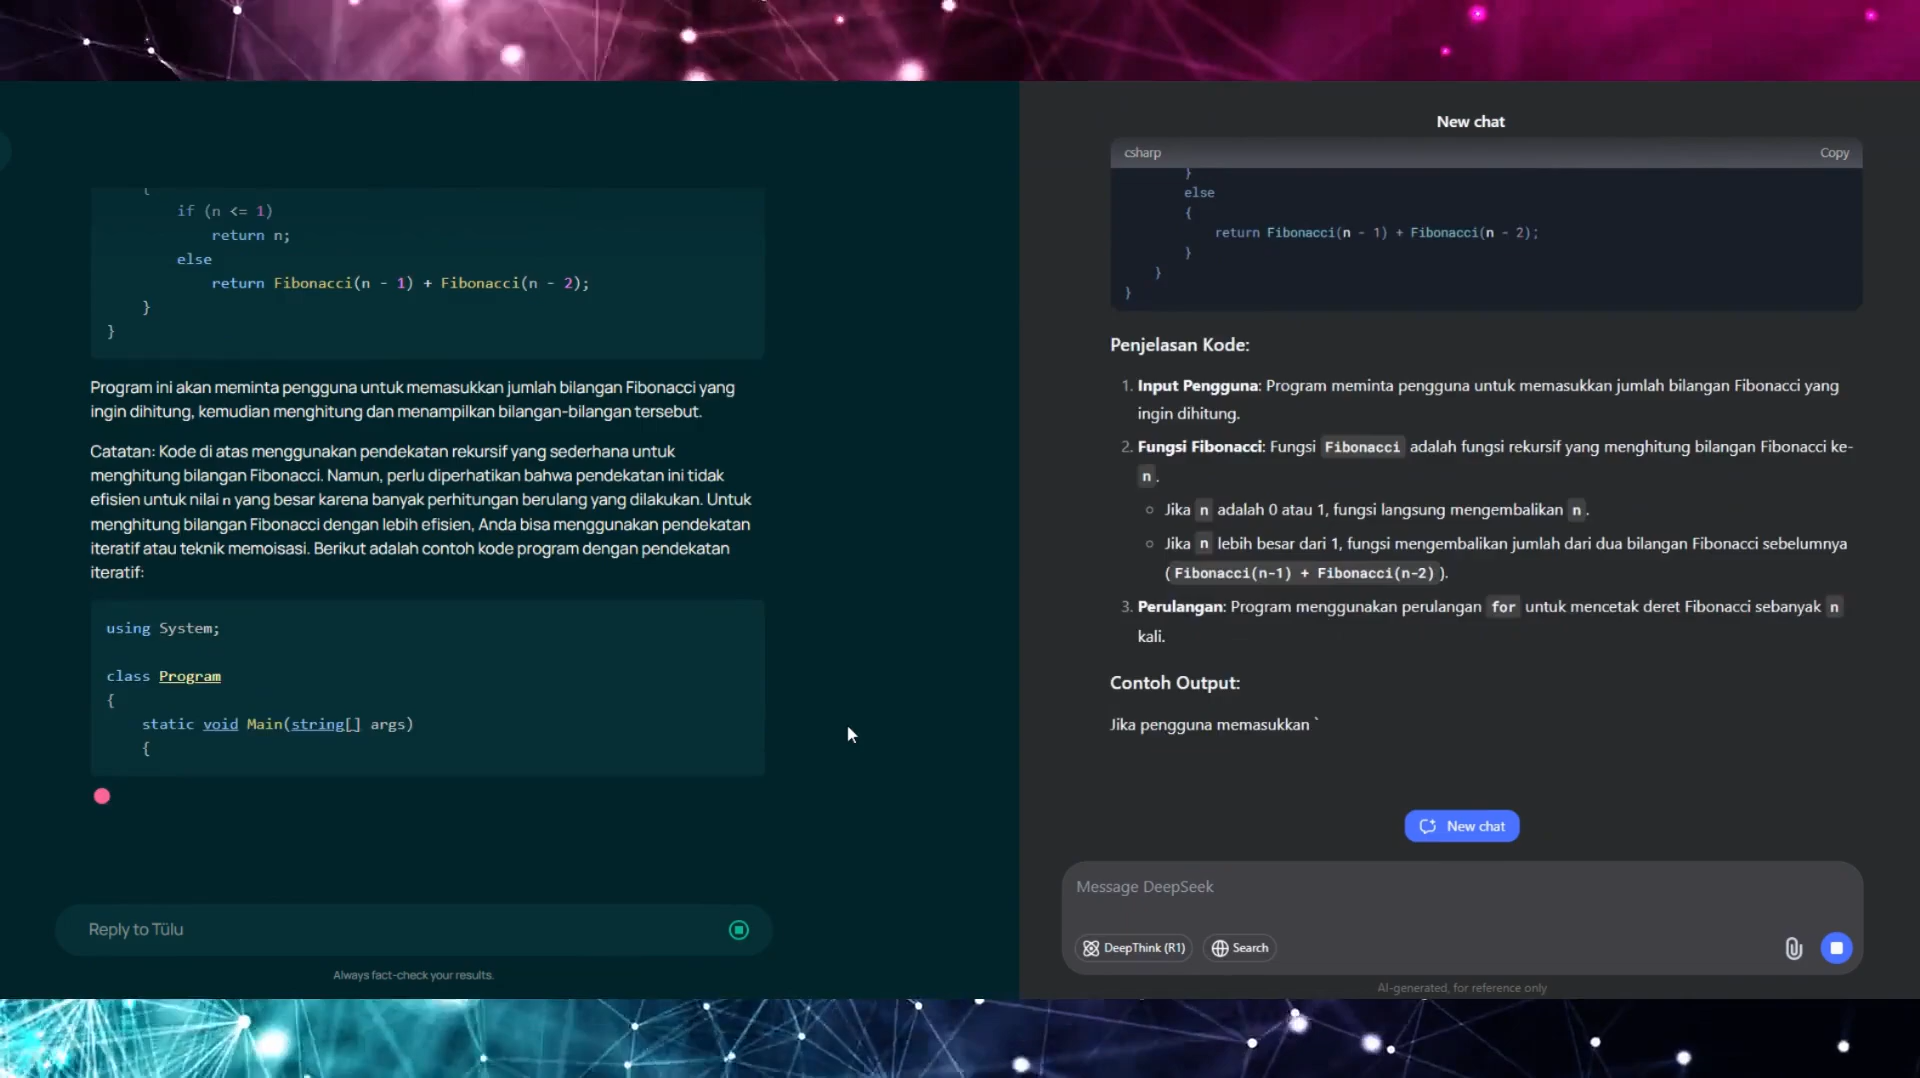 {
if (n <= 1)
return n;
else
return Fibonacci(n - 1) + Fibonacci(n - 2);
}
}
Program ini akan meminta pengguna untuk memasukkan jumlah bilangan Fibonacci yang
ingin dihitung, kemudian menghitung dan menampilkan bilangan-bilangan tersebut.
Catatan: Kode di atas menggunakan pendekatan rekursif yang sederhana untuk
menghitung bilangan Fibonacci. Namun, perlu diperhatikan bahwa pendekatan ini tidak
efisien untuk nilai n yang besar karena banyak perhitungan berulang yang dilakukan. Untuk
menghitung bilangan Fibonacci dengan lebih efisien, Anda bisa menggunakan pendekatan
iteratif atau teknik memoisasi. Berikut adalah contoh kode program dengan pendekatan
iteratif:
using System;
class Program
{
static void Main(string[] args)
{
Reply to Tülu
Always fact-check your results.
New chat
csharp
Copy
}
else
{
return Fibonacci(n - 1) + Fibonacci(n - 2);
}
}
}
Penjelasan Kode:
1. Input Pengguna: Program meminta pengguna untuk memasukkan jumlah bilangan Fibonacci yang
ingin dihitung.
2. Fungsi Fibonacci: Fungsi Fibonacci adalah fungsi rekursif yang menghitung bilangan Fibonacci ke-
n.
Jika n adalah 0 atau 1, fungsi langsung mengembalikan n.
Jika n lebih besar dari 1, fungsi mengembalikan jumlah dari dua bilangan Fibonacci sebelumnya
(Fibonacci(n-1) + Fibonacci(n-2)).
3. Perulangan: Program menggunakan perulangan for untuk mencetak deret Fibonacci sebanyak n
kali.
Contoh Output:
Jika pengguna memasukkan `
New chat
Message DeepSeek
DeepThink (R1)
Search
AI-generated, for reference only